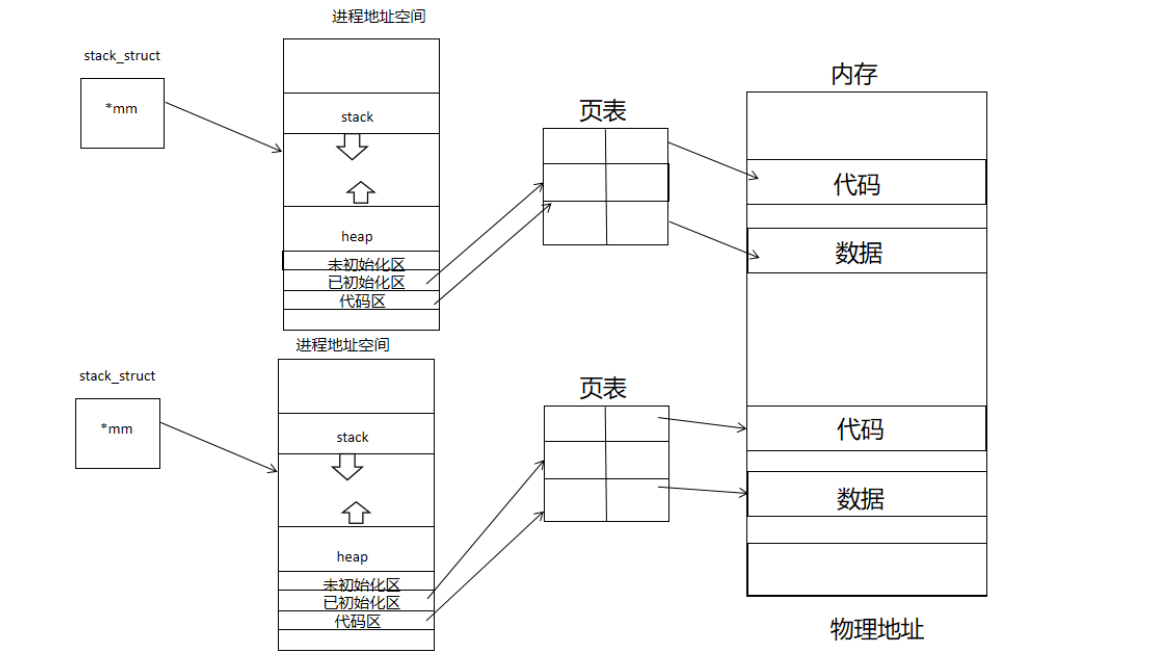 进程地址空间
stack_struct
*mm
stack
heap
未初始化区
已初始化区
代码区
页表
内存
代码
数据
进程地址空间
stack_struct
*mm
stack
heap
未初始化区
已初始化区
代码区
页表
代码
数据
物理地址